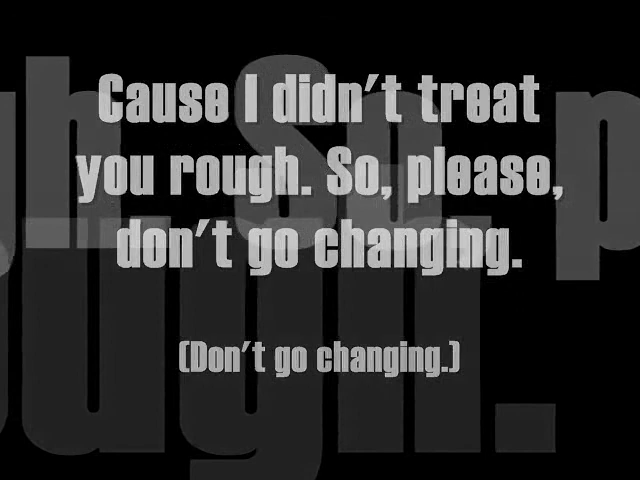 Cause I didn't treat
you rough. So, please,
don't go changing.
(Don't go changing.)